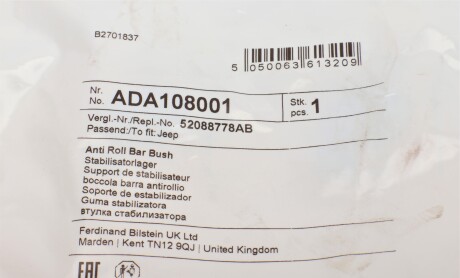 B2701837
5 050063 613209
Nr.
No. ADA108001
Stk.
pcs. 1
Vergl.-Nr./Repl.-No. 52088778AB
Passend:/To fit: Jeep
Anti Roll Bar Bush
Stabilisatorlager
Support de stabilisateur
boccola barra antirollio
Soporte de estabilizador
Guma stabilizatora
втулка стабилизатора
Ferdinand Bilstein UK Ltd
Marden | Kent TN12 9QJ | United Kingdom
EAC